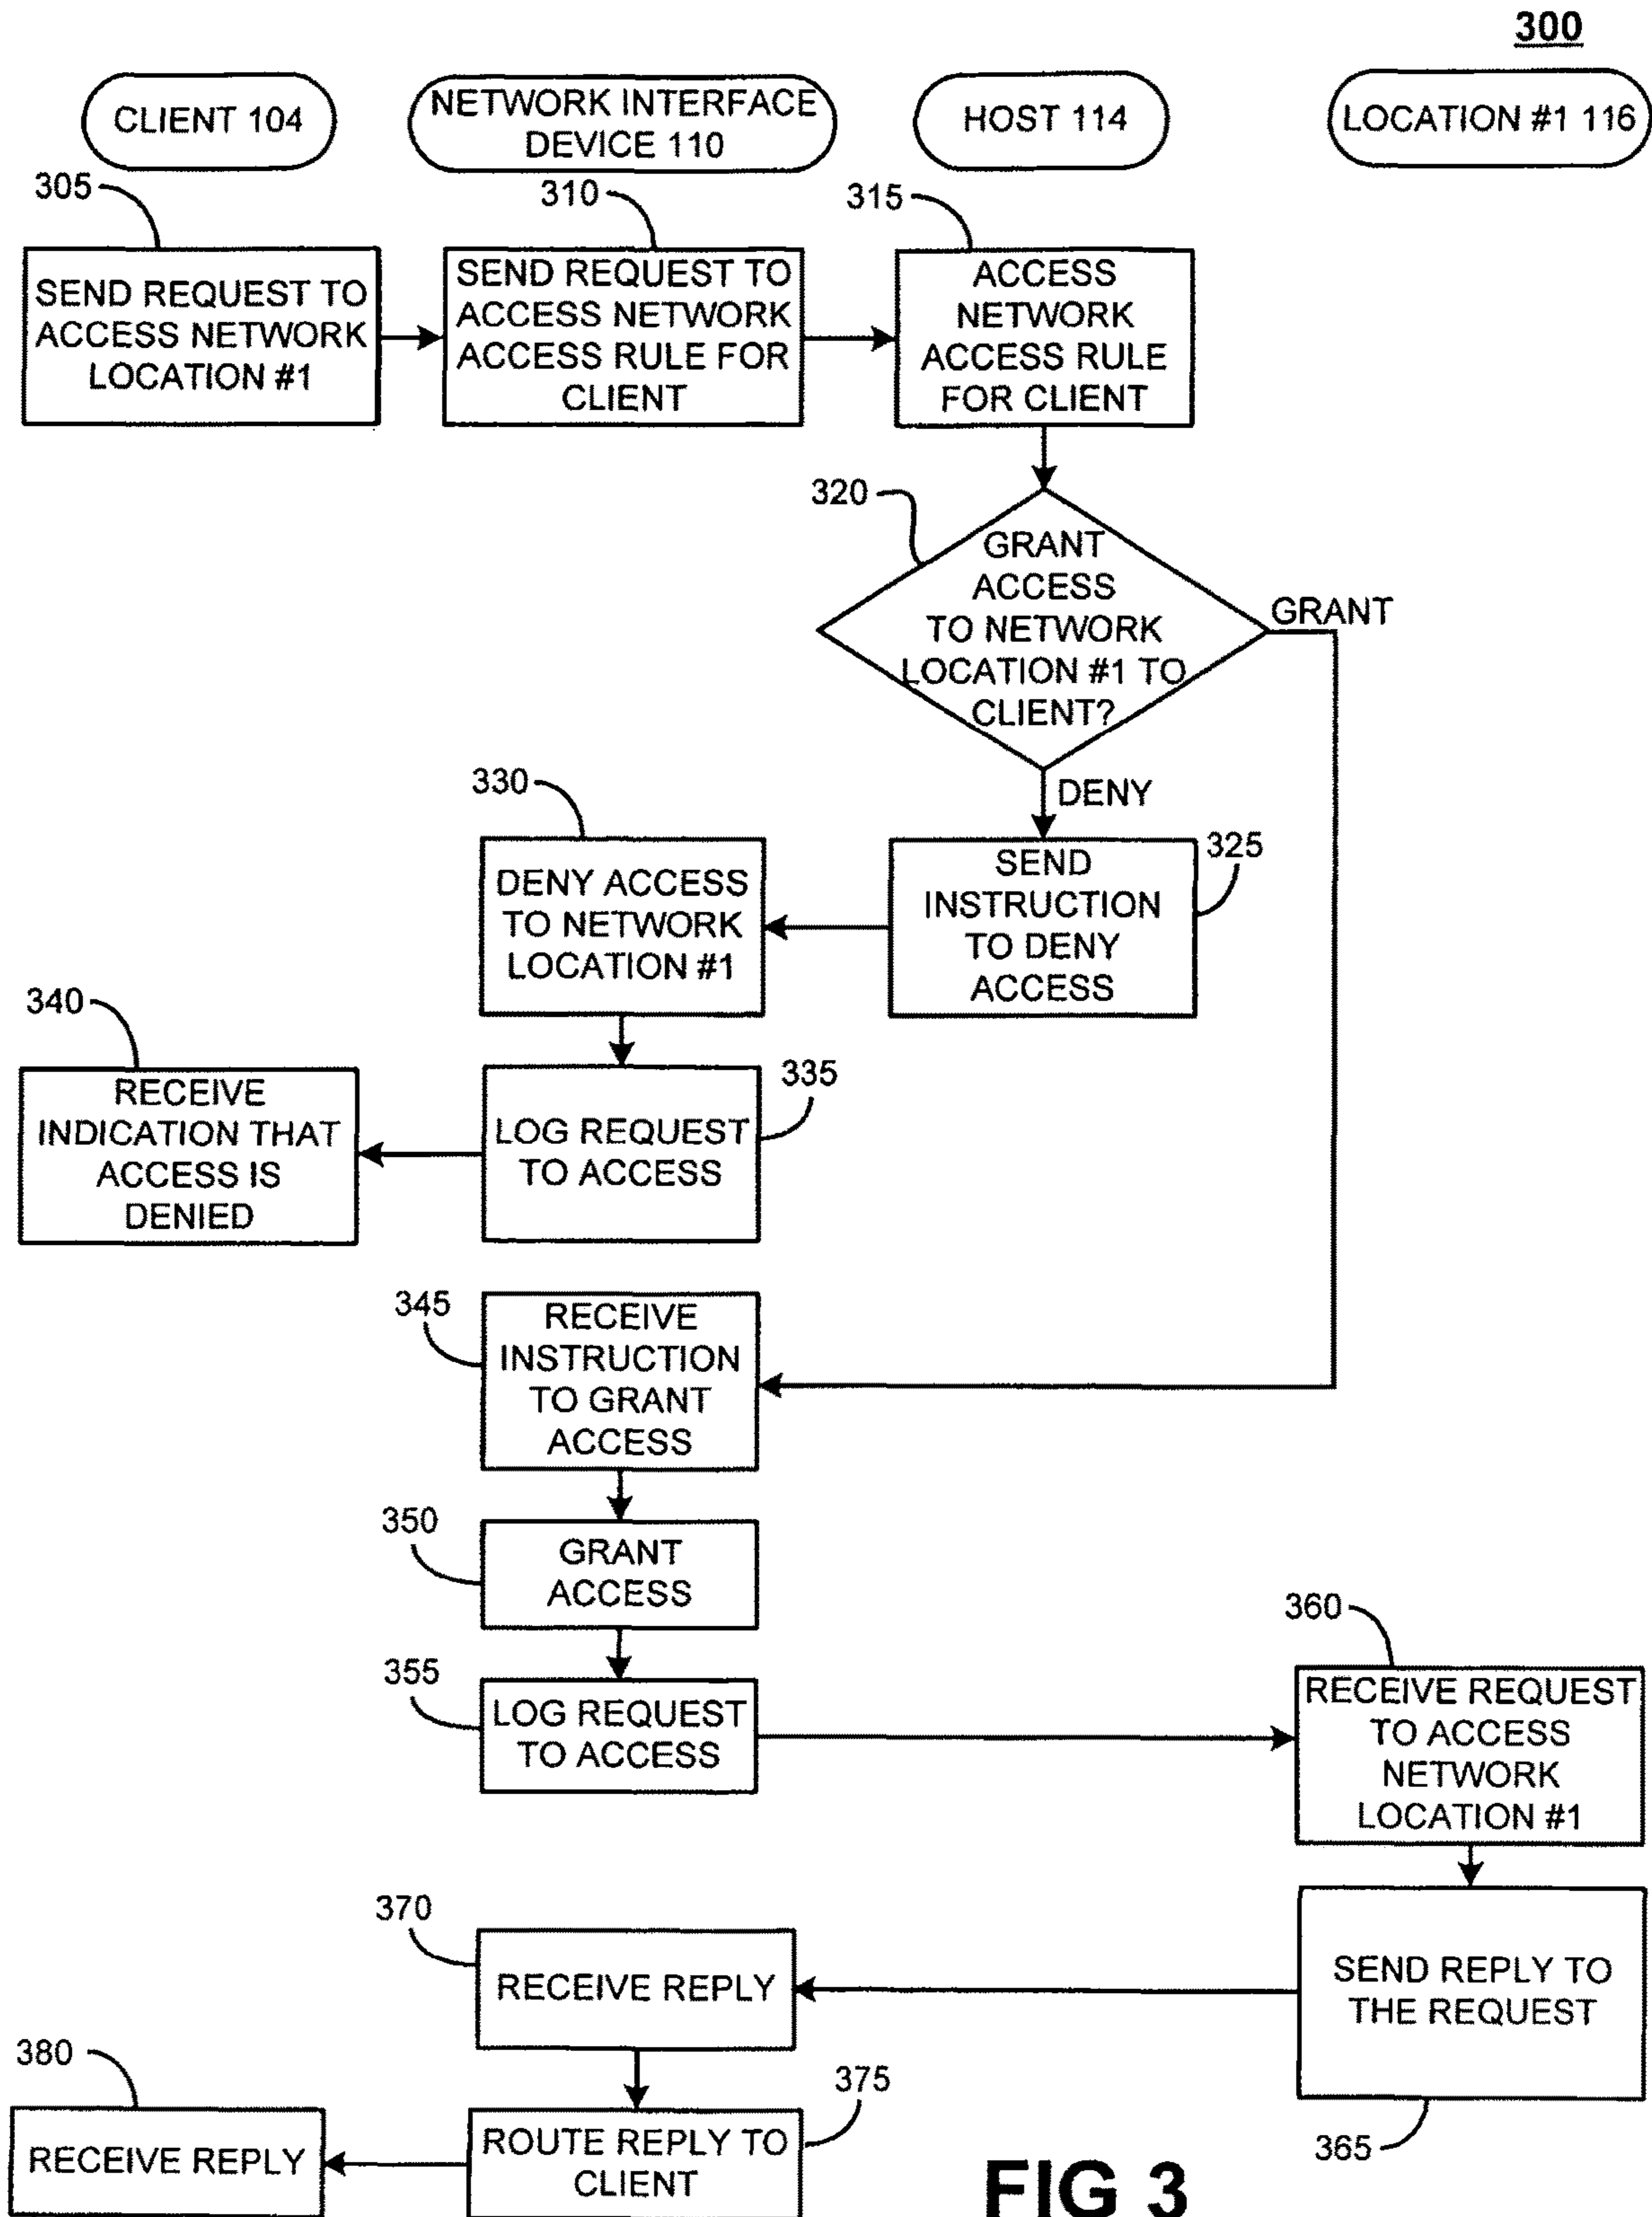 300
CLIENT 104
NETWORK INTERFACE
DEVICE 110
HOST 114
LOCATION #1 116
305
310
315
SEND REQUEST TO
ACCESS NETWORK
LOCATION #1
SEND REQUEST TO
ACCESS NETWORK
ACCESS RULE FOR
CLIENT
ACCESS
NETWORK
ACCESS RULE
FOR CLIENT
320
GRANT
ACCESS
TO NETWORK
LOCATION #1 TO
CLIENT?
GRANT
DENY
330
DENY ACCESS
TO NETWORK
LOCATION #1
325
SEND
INSTRUCTION
TO DENY
ACCESS
340
RECEIVE
INDICATION THAT
ACCESS IS
DENIED
335
LOG REQUEST
TO ACCESS
345
RECEIVE
INSTRUCTION
TO GRANT
ACCESS
350
GRANT
ACCESS
355
LOG REQUEST
TO ACCESS
360
RECEIVE REQUEST
TO ACCESS
NETWORK
LOCATION #1
370
RECEIVE REPLY
SEND REPLY TO
THE REQUEST
365
380
RECEIVE REPLY
375
ROUTE REPLY TO
CLIENT
FIG 3